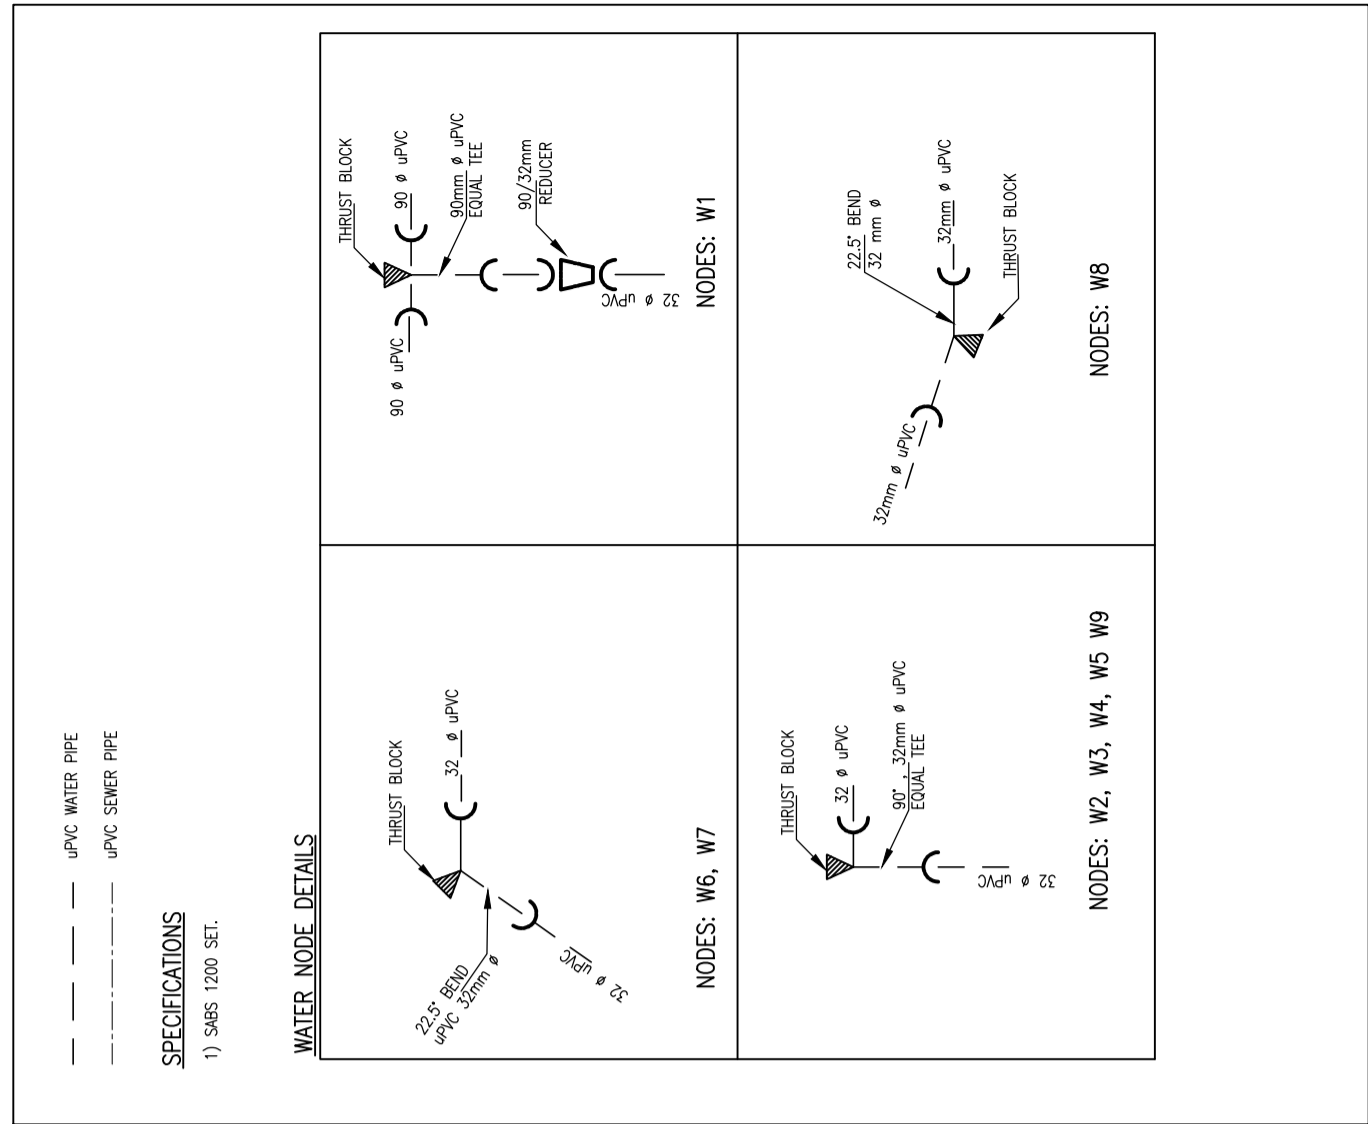 uPVC WATER PIPE
uPVC SEWER PIPE
SPECIFICATIONS
1) SABS 1200 SET.
WATER NODE DETAILS
THRUST BLOCK
32 ø uPVC
22.5° BEND
uPVC 32mm ø
32 ø uPVC
NODES: W6, W7
THRUST BLOCK
90 ø uPVC
90 ø uPVC
90mm ø uPVC
EQUAL TEE
90/32mm
REDUCER
32 ø uPVC
NODES: W1
THRUST BLOCK
32 ø uPVC
90° , 32mm ø uPVC
EQUAL TEE
32 ø uPVC
NODES: W2, W3, W4, W5 W9
22.5° BEND
32 mm ø
32mm ø uPVC
32mm ø uPVC
THRUST BLOCK
NODES: W8